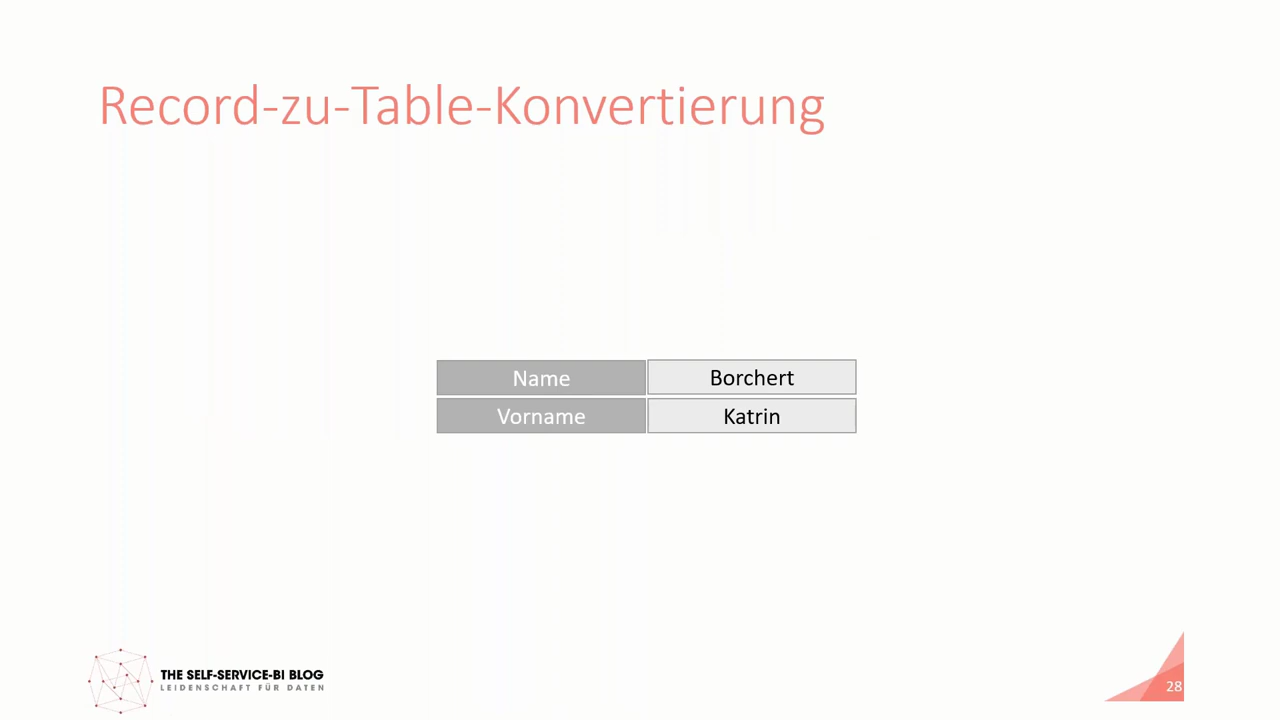 Record-zu-Table-Konvertierung
Name Borchert
Vorname Katrin
THE SELF-SERVICE-BI BLOG
LEIDENSCHAFT FÜR DATEN
28